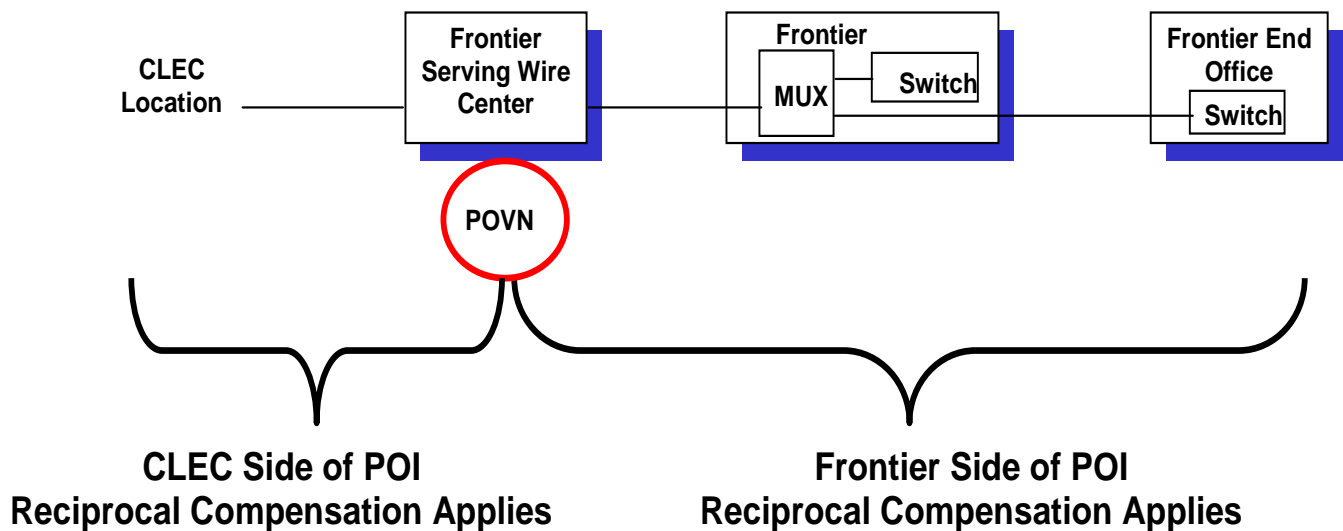 CLEC
Location
Frontier
Serving Wire
Center
Frontier
MUX
Switch
Frontier End
Office
Switch
POVN
CLEC Side of POI
Reciprocal Compensation Applies
Frontier Side of POI
Reciprocal Compensation Applies